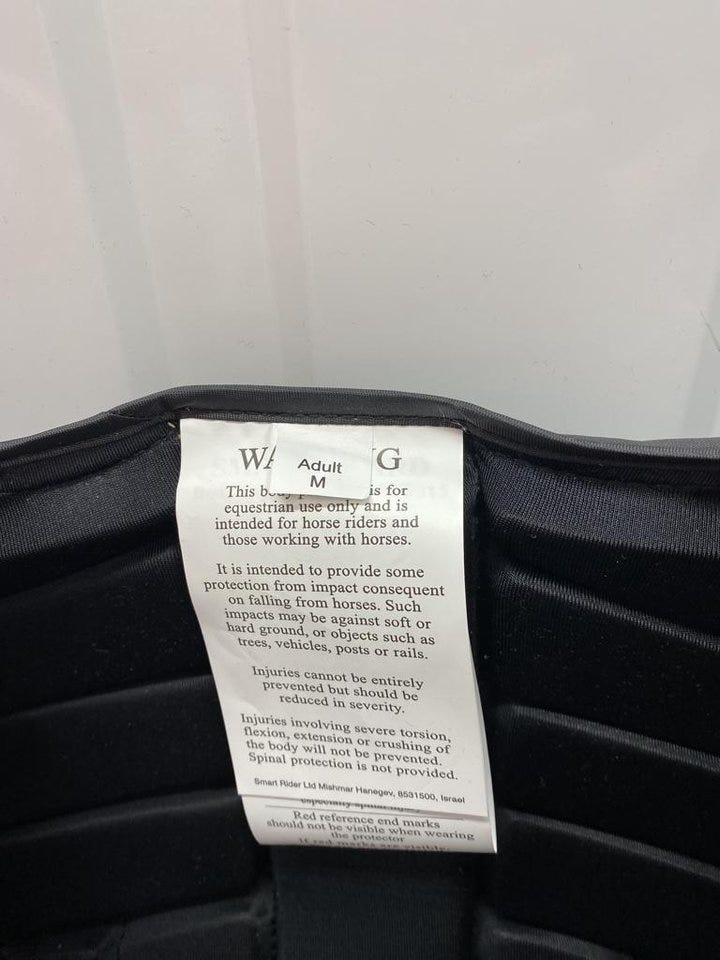 WA G
Adult
M
This is for
equestrian use only and is
intended for horse riders and
those working with horses.
It is intended to provide some
protection from impact consequent
on falling from horses. Such
impacts may be against soft or
hard ground, or objects such as
trees, vehicles, posts or rails.
Injuries cannot be entirely
prevented but should be
reduced in severity.
Injuries involving severe torsion,
flexion, extension or crushing of
the body will not be prevented.
Spinal protection is not provided.
Smart Rider Ltd Mishmar Hanegev, 8531500, Israel
Red reference end marks
should not be visible when wearing
the protector
If red marks are visible,